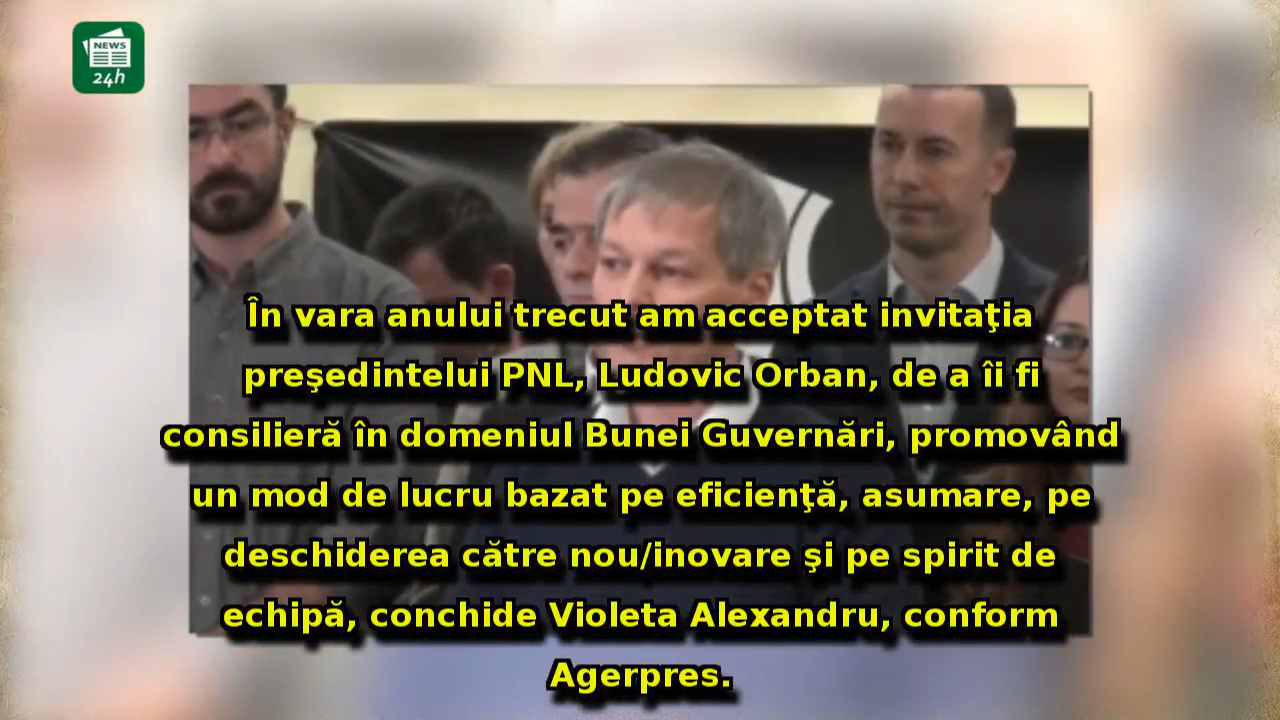 NEWS
24h
În vara anului trecut am acceptat invitaţia
preşedintelui PNL, Ludovic Orban, de a îi fi
consilieră în domeniul Bunei Guvernări, promovând
un mod de lucru bazat pe eficienţă, asumare, pe
deschiderea către nou/inovare şi pe spirit de
echipă, conchide Violeta Alexandru, conform
Agerpres.